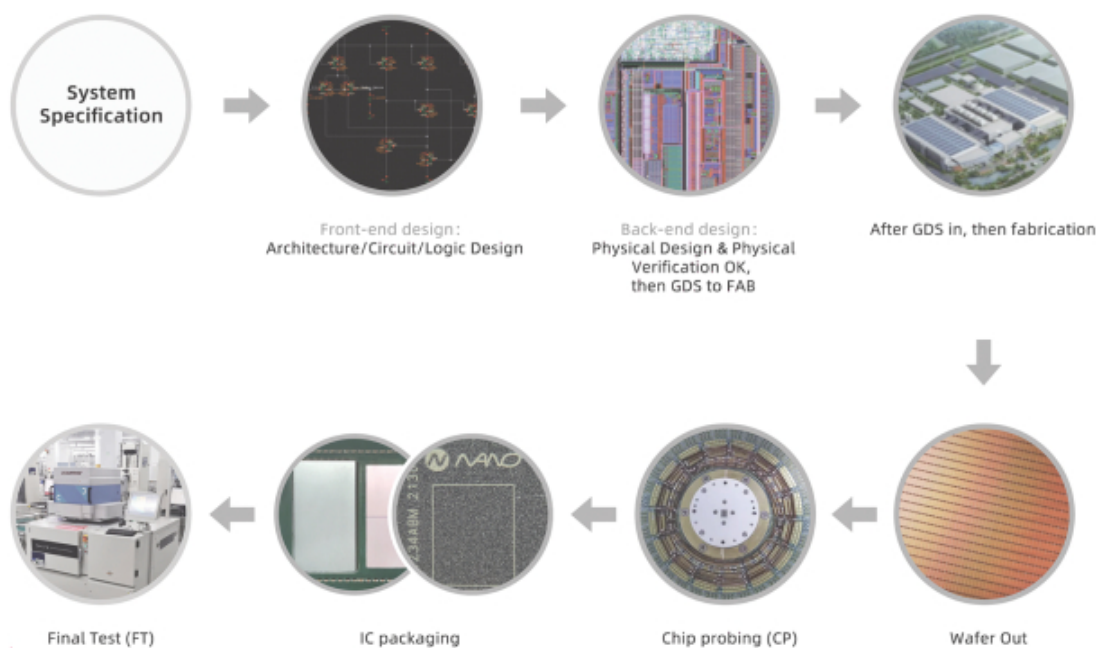 System
Specification
Front-end design:
Architecture/Circuit/Logic Design
Back-end design:
Physical Design & Physical
Verification OK,
then GDS to FAB
After GDS in, then fabrication
NANO
Final Test (FT)
IC packaging
Chip probing (CP)
Wafer Out